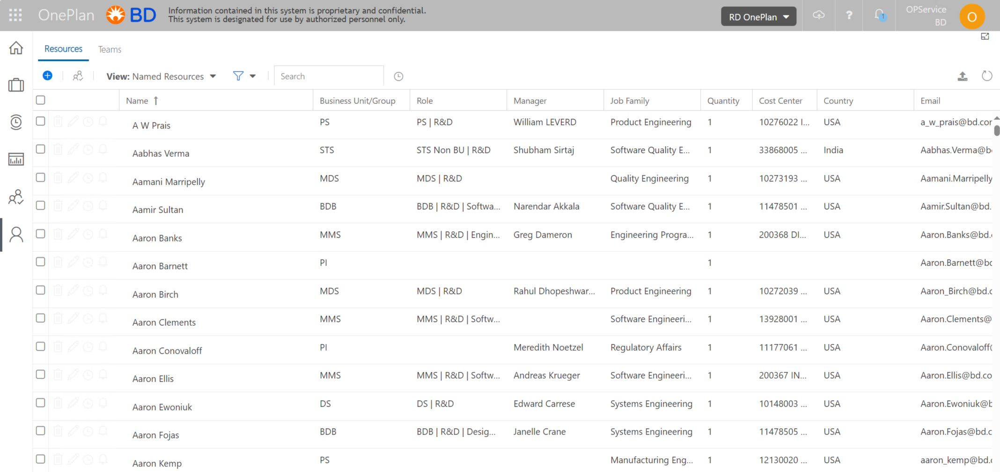 OnePlan BD Information contained in this system is proprietary and confidential.
This system is designated for use by authorized personnel only.
RD OnePlan ? 1 OPService
BD
O
Resources Teams
View: Named Resources Search
Name ↑ Business Unit/Group Role Manager Job Family Quantity Cost Center Country Email
A W Prais PS PS | R&D William LEVERD Product Engineering 1 10276022 I... USA a_w_prais@bd.cor
Aabhas Verma STS STS Non BU | R&D Shubham Sirtaj Software Quality E... 1 33868005 ... India Aabhas.Verma@b
Aamani Marripelly MDS MDS | R&D Quality Engineering 1 10273193 ... USA Aamani.Marripelly
Aamir Sultan BDB BDB | R&D | Softwa... Narendar Akkala Software Quality E... 1 11478501 ... USA Aamir.Sultan@bd.
Aaron Banks MMS MMS | R&D | Engin... Greg Dameron Engineering Progra... 1 200368 DI... USA Aaron.Banks@bd.
Aaron Barnett PI 1 Aaron.Barnett@bc
Aaron Birch MDS MDS | R&D Rahul Dhopeshwar... Product Engineering 1 10272039 ... USA Aaron_Birch@bd.c
Aaron Clements MMS MMS | R&D | Softw... Software Engineeri... 1 13928001 ... USA Aaron.Clements@
Aaron Conovaloff PI Meredith Noetzel Regulatory Affairs 1 11177061 ... USA Aaron.Conovaloff
Aaron Ellis MMS MMS | R&D | Softw... Andreas Krueger Software Engineeri... 1 200367 IN... USA Aaron.Ellis@bd.co
Aaron Ewoniuk DS DS | R&D Edward Carrese Systems Engineering 1 10148003 ... USA Aaron.Ewoniuk@b
Aaron Fojas BDB BDB | R&D | Desig... Janelle Crane Systems Engineering 1 11478505 ... USA Aaron.Fojas@bd.c
Aaron Kemp PS Manufacturing Eng... 1 12130020 ... USA aaron_kemp@bd.